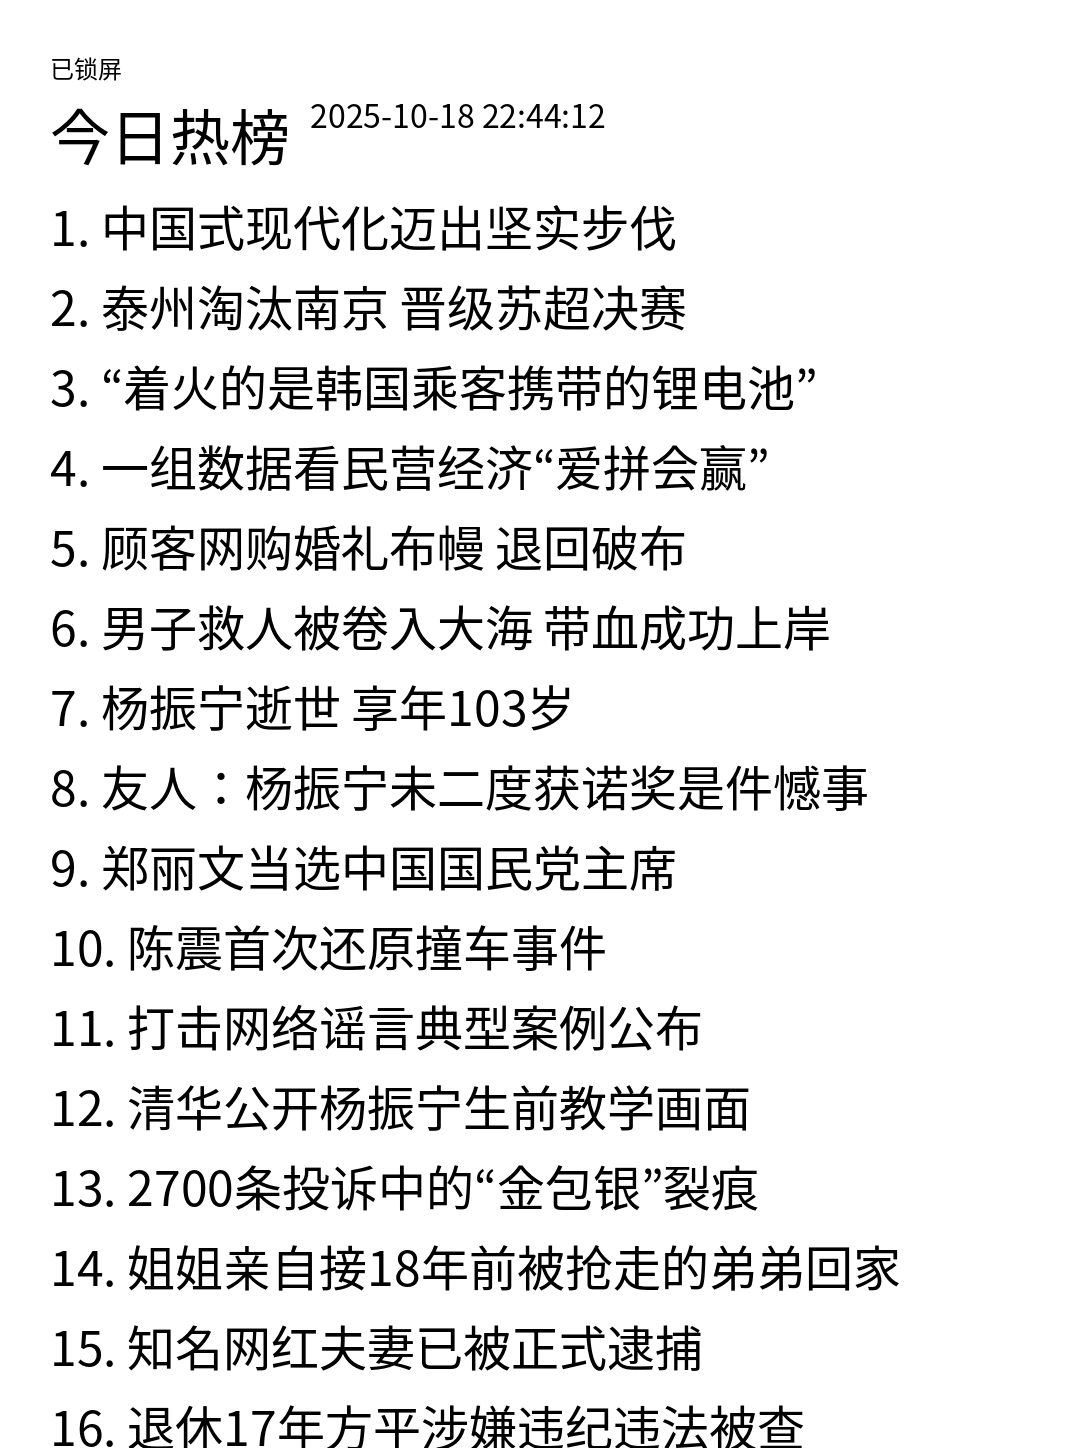 已锁屏
今日热榜 2025-10-18 22:44:12
1. 中国式现代化迈出坚实步伐
2. 泰州淘汰南京 晋级苏超决赛
3. “着火的是韩国乘客携带的锂电池”
4. 一组数据看民营经济“爱拼会赢”
5. 顾客网购婚礼布幔 退回破布
6. 男子救人被卷入大海 带血成功上岸
7. 杨振宁逝世 享年103岁
8. 友人：杨振宁未二度获诺奖是件憾事
9. 郑丽文当选中国国民党主席
10. 陈震首次还原撞车事件
11. 打击网络谣言典型案例公布
12. 清华公开杨振宁生前教学画面
13. 2700条投诉中的“金包银”裂痕
14. 姐姐亲自接18年前被抢走的弟弟回家
15. 知名网红夫妻已被正式逮捕
16. 退休17年方平涉嫌违纪违法被查